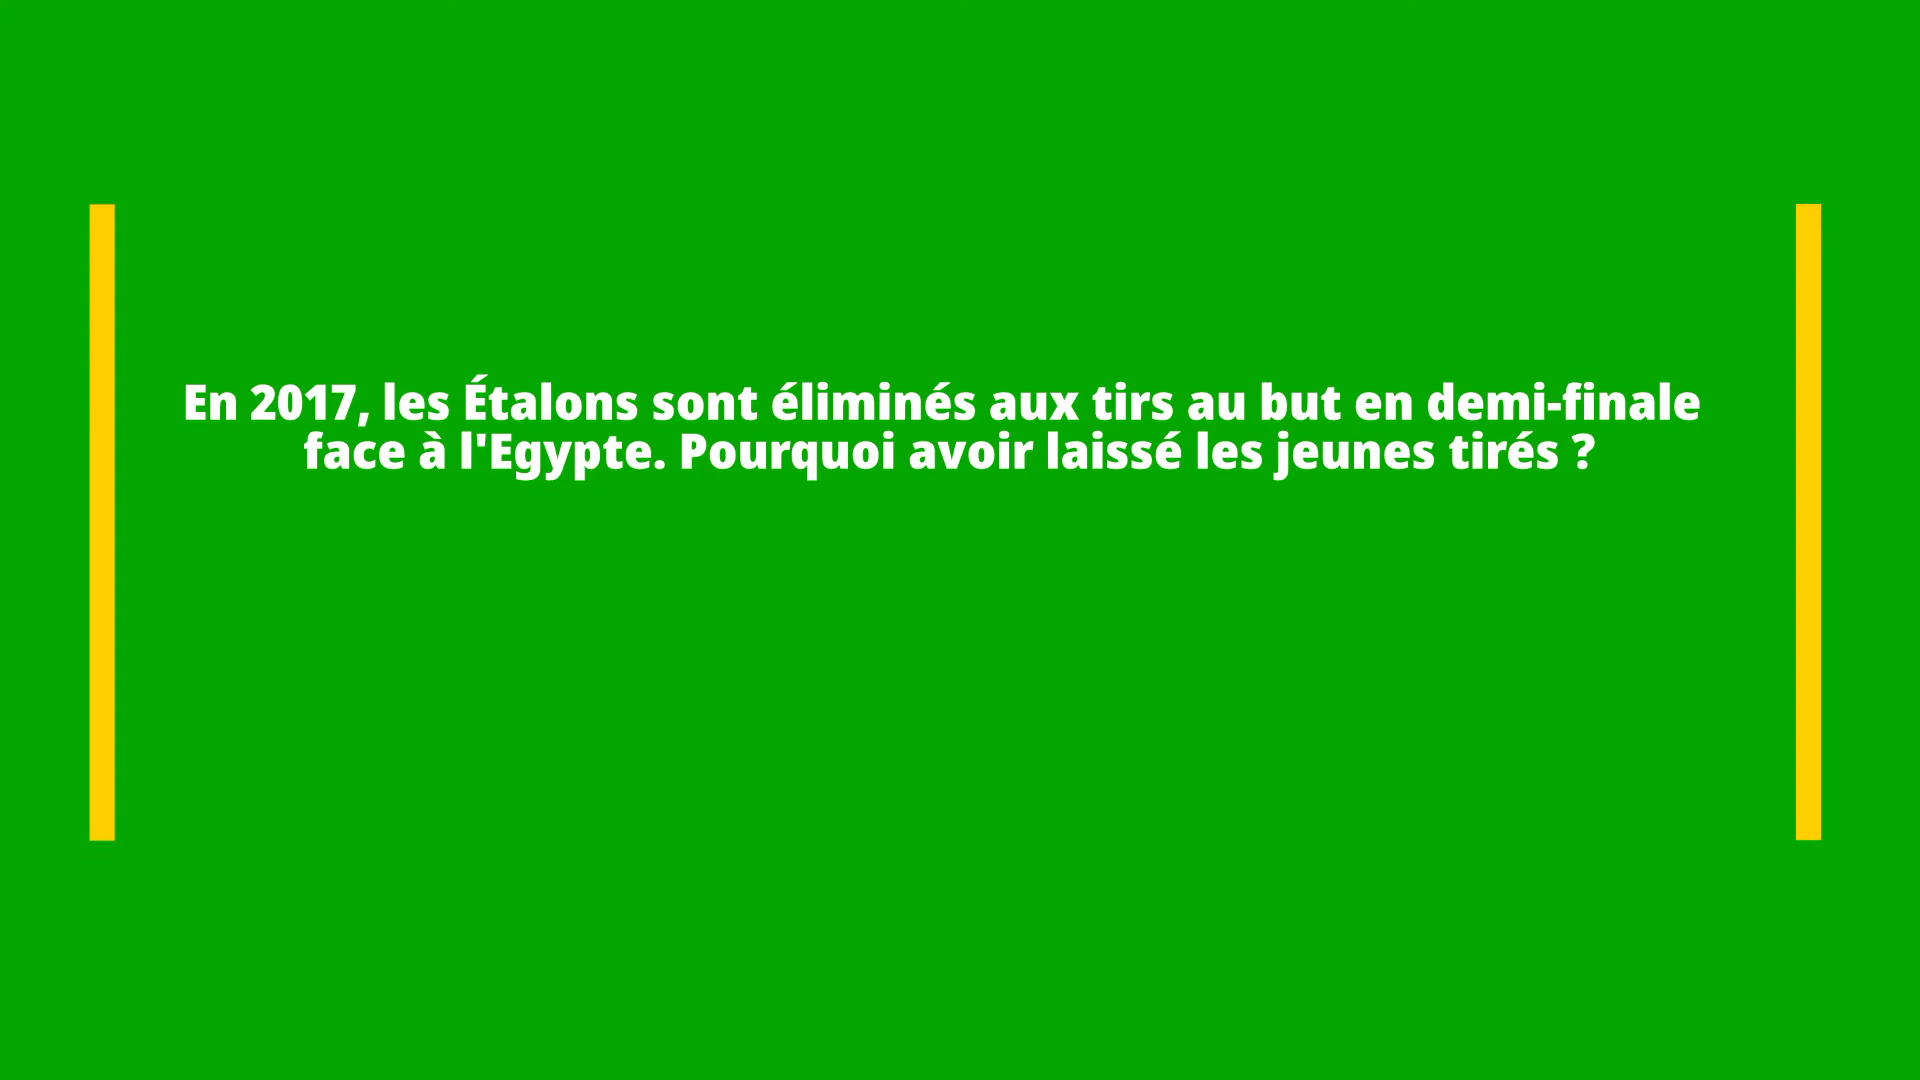 En 2017, les Étalons sont éliminés aux tirs au but en demi-finale
face à l'Egypte. Pourquoi avoir laissé les jeunes tirés ?